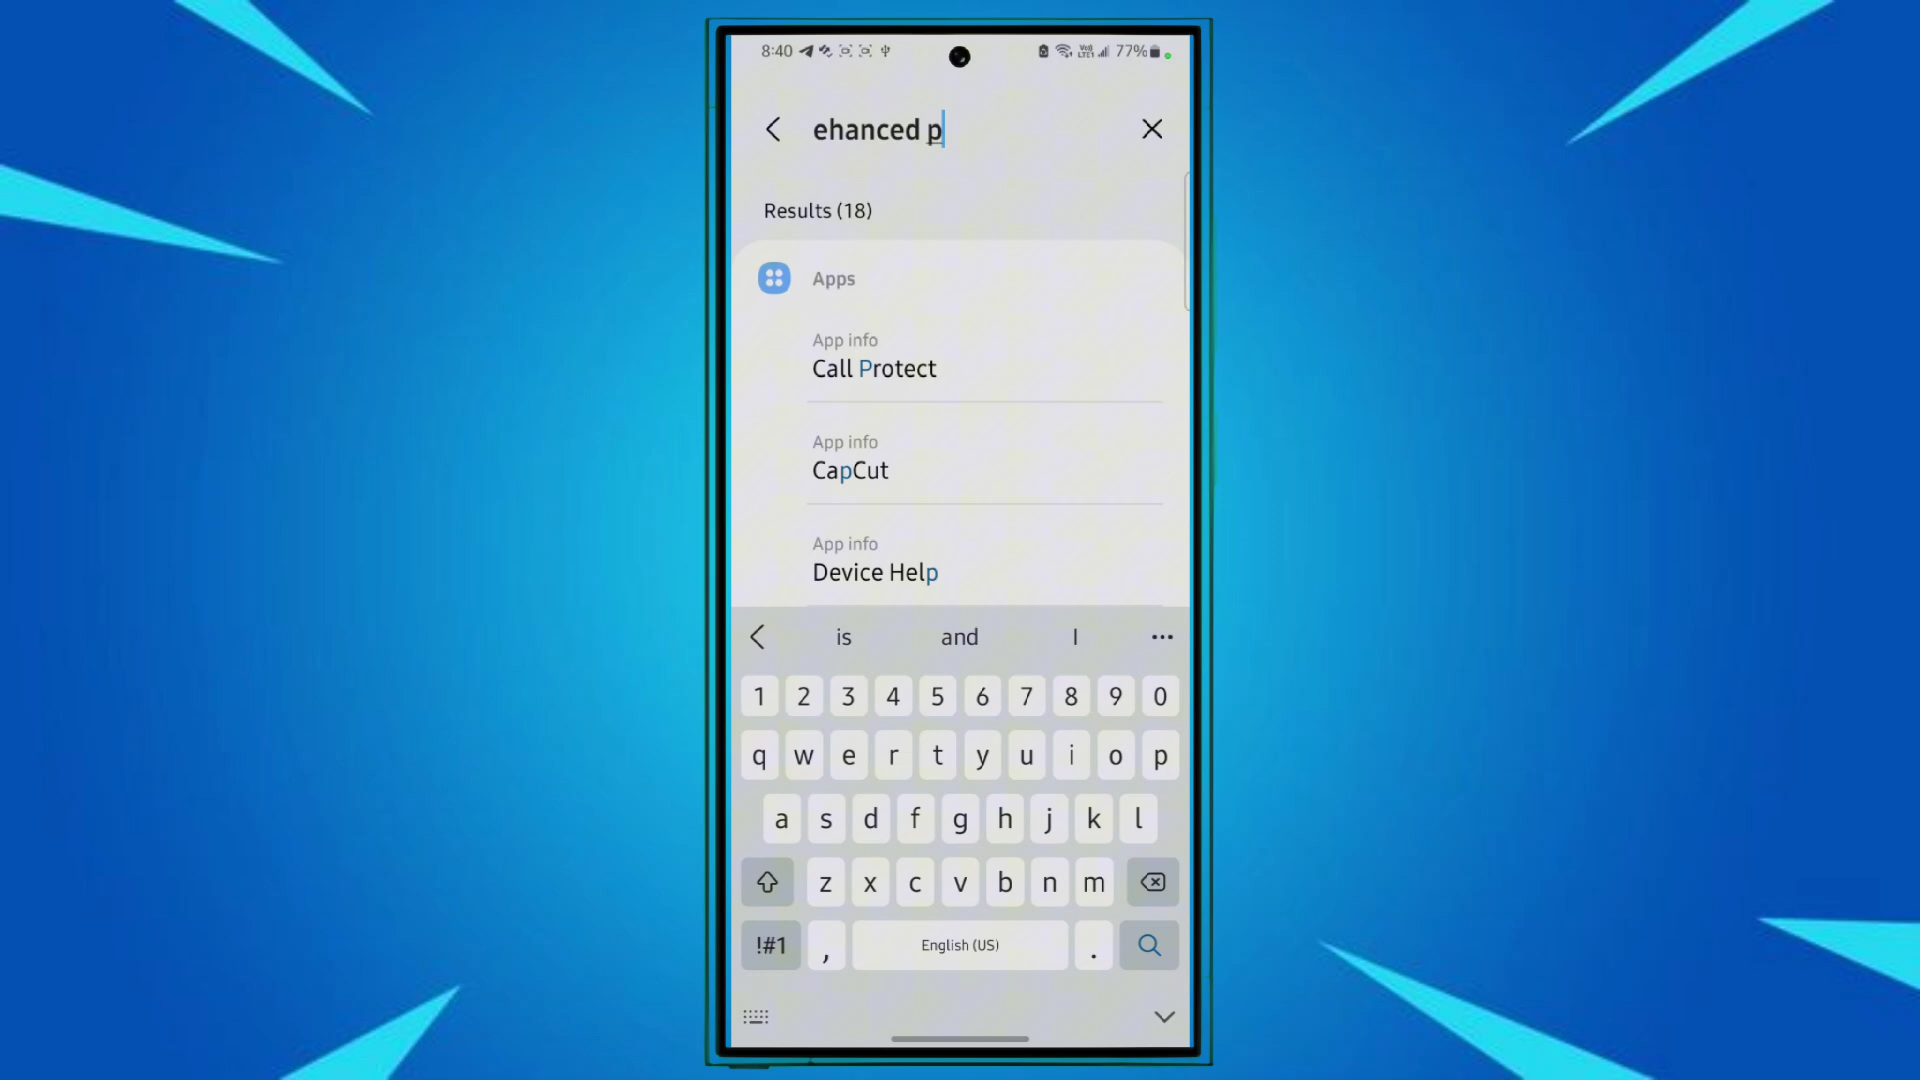 8:40 77%
ehanced p
Results (18)
Apps
App info
Call Protect
App info
CapCut
App info
Device Help
is and I
1 2 3 4 5 6 7 8 9 0
q w e r t y u i o p
a s d f g h j k l
z x c v b n m
!#1 , English (US) .